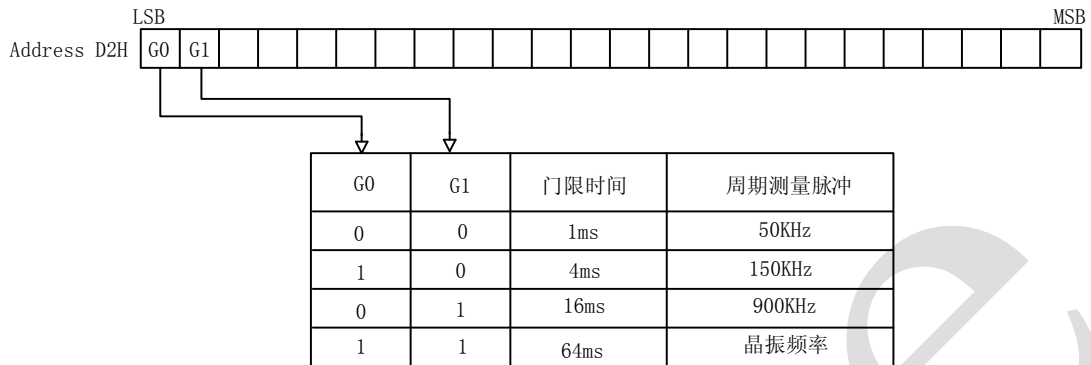 LSB MSB
Address D2H G0 G1
G0 G1 门限时间 周期测量脉冲
0 0 1ms 50KHz
1 0 4ms 150KHz
0 1 16ms 900KHz
1 1 64ms 晶振频率